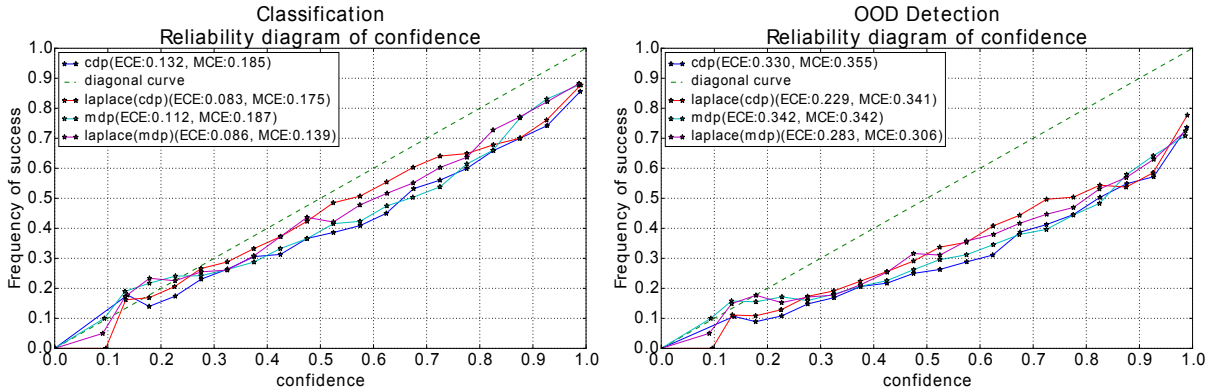 Classification
Reliability diagram of confidence
1.0
0.9
0.8
0.7
0.6
0.5
0.4
0.3
0.2
0.1
0.0
Frequency of success
cdp(ECE:0.132, MCE:0.185)
diagonal curve
laplace(cdp)(ECE:0.083, MCE:0.175)
mdp(ECE:0.112, MCE:0.187)
laplace(mdp)(ECE:0.086, MCE:0.139)
0.0 0.1 0.2 0.3 0.4 0.5 0.6 0.7 0.8 0.9 1.0
confidence
OOD Detection
Reliability diagram of confidence
1.0
0.9
0.8
0.7
0.6
0.5
0.4
0.3
0.2
0.1
0.0
Frequency of success
cdp(ECE:0.330, MCE:0.355)
diagonal curve
laplace(cdp)(ECE:0.229, MCE:0.341)
mdp(ECE:0.342, MCE:0.342)
laplace(mdp)(ECE:0.283, MCE:0.306)
0.0 0.1 0.2 0.3 0.4 0.5 0.6 0.7 0.8 0.9 1.0
confidence